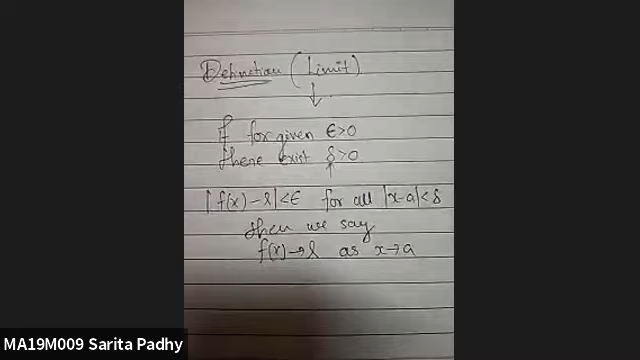 Definition (Limit)
↓
If for given ϵ>0
there exist δ>0
|f(x)-l|<ϵ for all |x-a|<δ
then we say
f(x)→l as x→a
MA19M009 Sarita Padhy